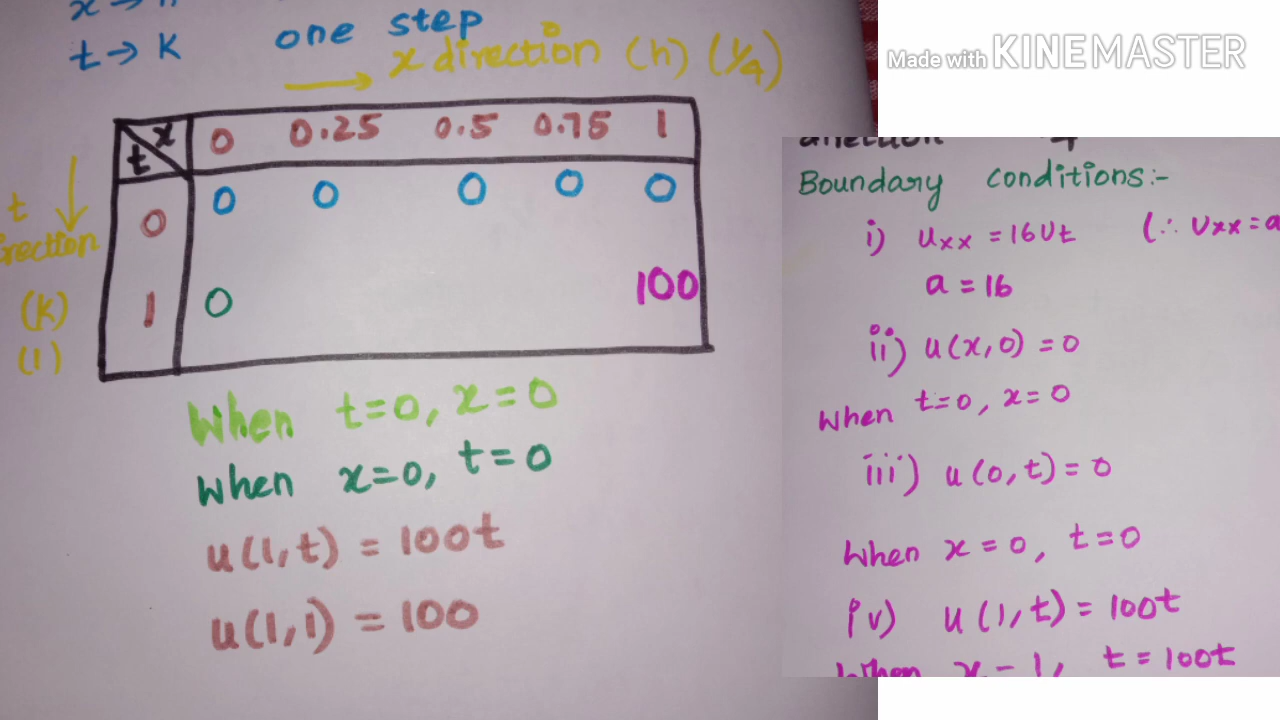 t → k one step
→ x direction (h) (1/4)
x 0 0.25 0.5 0.75 1
t
0 0 0 0 0 0
1 0 100
t
(k)
(1)
When t=0, x=0
When x=0, t=0
u(1,t) = 100t
u(1,1) = 100
Made with KINEMASTER
Boundary conditions:-
i) uxx = 16Ut (∴ Uxx = a
a = 16
ii) u(x,0) = 0
When t=0, x=0
iii) u(0,t) = 0
When x=0, t=0
iv) u(1,t) = 100t
When x-1, t=100t